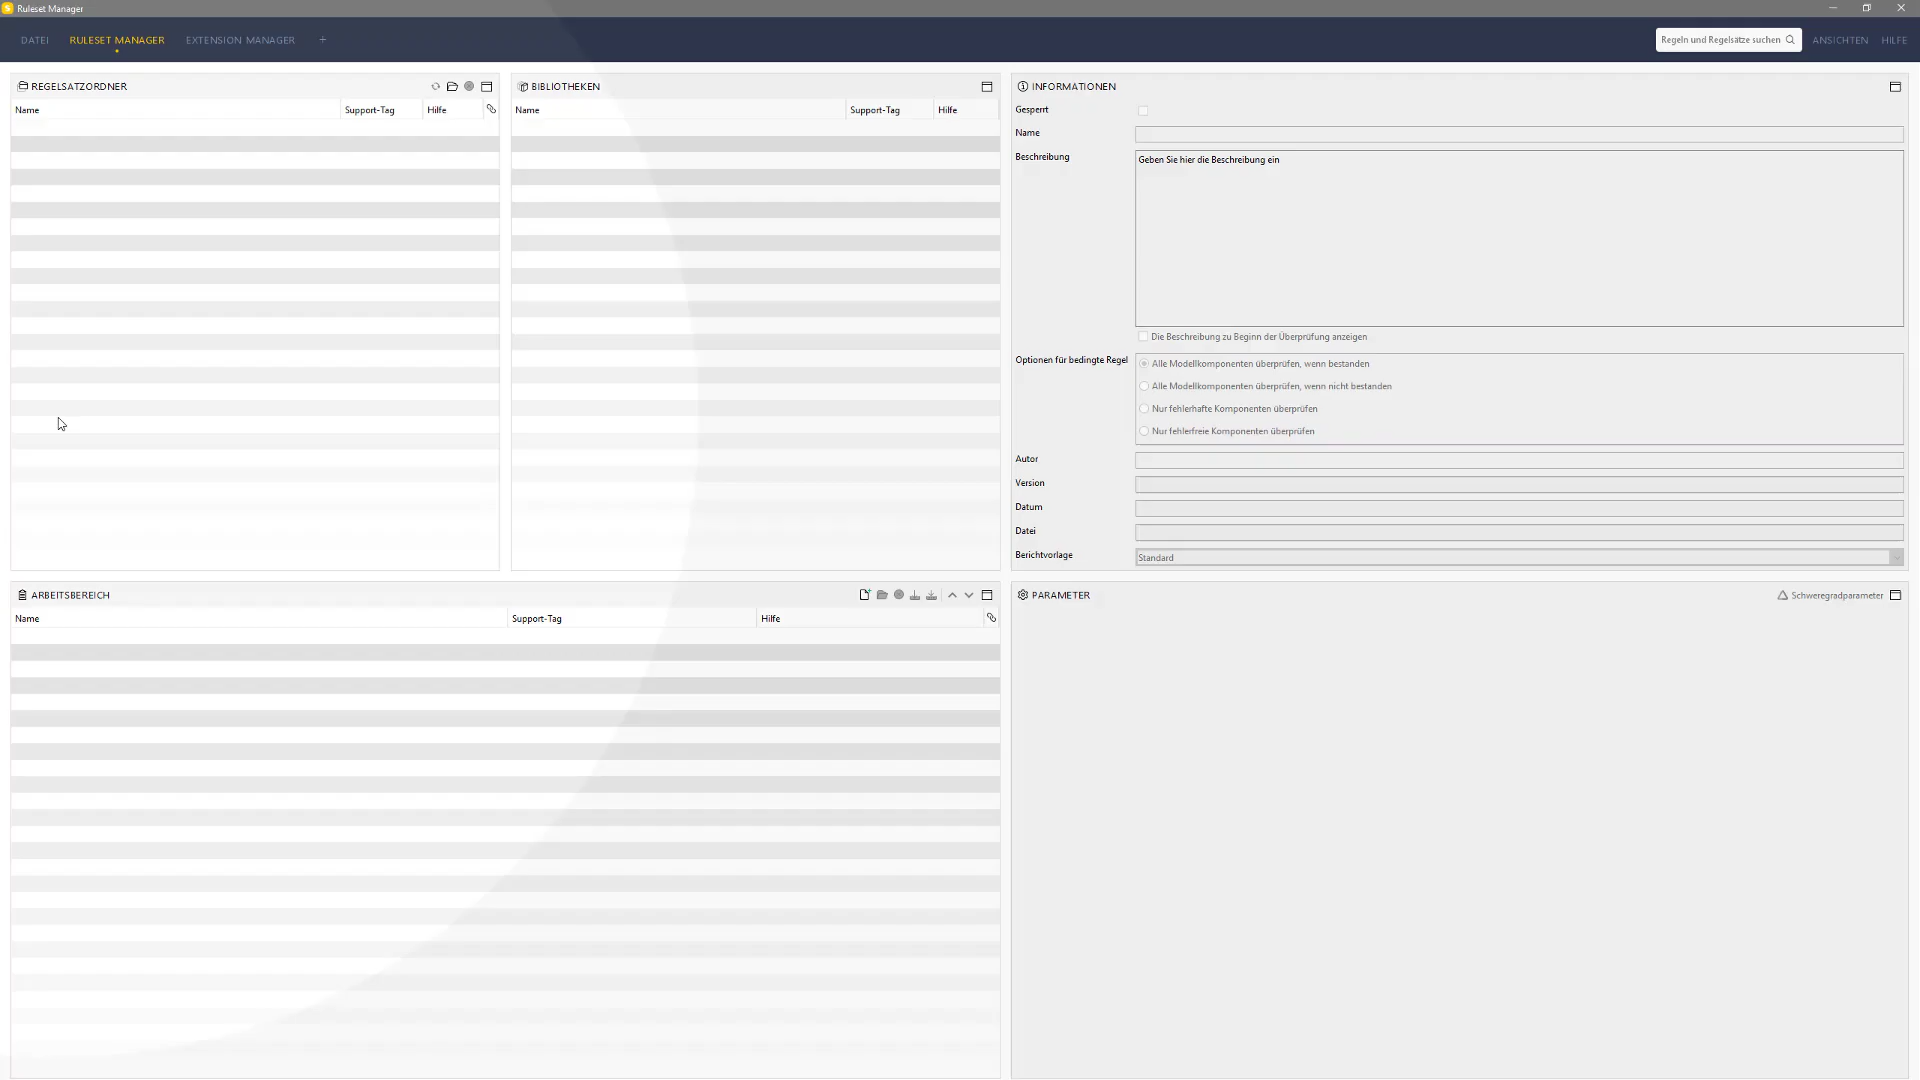 Ruleset Manager
DATEI RULESET MANAGER EXTENSION MANAGER +
Regeln und Regelsätze suchen ANSICHTEN HILFE
REGELSATZORDNER
Name Support-Tag Hilfe
BIBLIOTHEKEN
Name Support-Tag Hilfe
INFORMATIONEN
Gesperrt
Name
Beschreibung
Geben Sie hier die Beschreibung ein
Die Beschreibung zu Beginn der Überprüfung anzeigen
Optionen für bedingte Regel
Alle Modellkomponenten überprüfen, wenn bestanden
Alle Modellkomponenten überprüfen, wenn nicht bestanden
Nur fehlerhafte Komponenten überprüfen
Nur fehlerfreie Komponenten überprüfen
Autor
Version
Datum
Datei
Berichtvorlage Standard
ARBEITSBEREICH
Name Support-Tag Hilfe
PARAMETER
Schweregradparameter